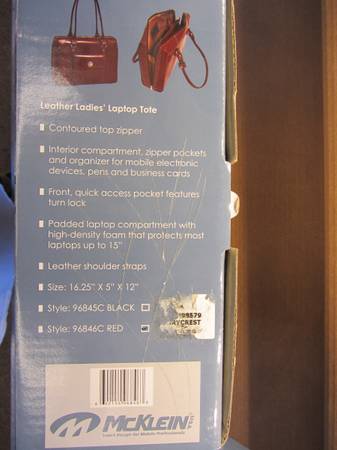 Leather Ladies' Laptop Tote
Contoured top zipper
Interior compartment, zipper pockets
and organizer for mobile electronic
devices, pens and business cards
Front, quick access pocket features
turn lock
Padded laptop compartment with
high-density foam that protects most
laptops up to 15"
Leather shoulder straps
Size: 16.25" X 5" X 12"
Style: 96845C BLACK
Style: 96846C RED
McKLEIN